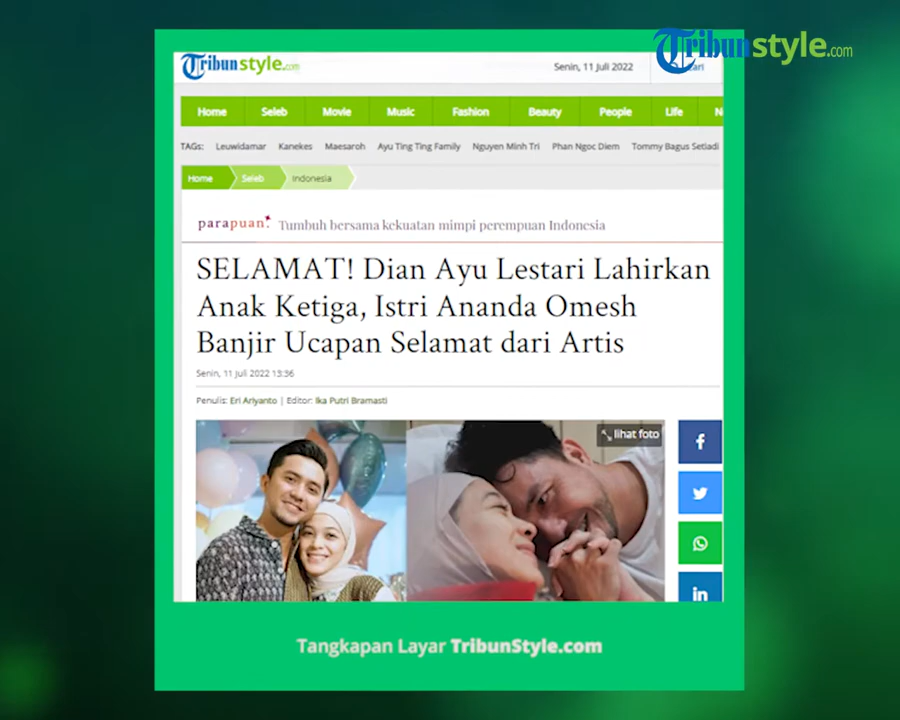 Tribunstyle.com
Tribunstyle.com
Senin, 11 Juli 2022
Home Seleb Movie Music Fashion Beauty People Life N
TAGs: Leuwidamar Kanekes Maesaroh Ayu Ting Ting Family Nguyen Minh Tri Phan Ngoc Diem Tommy Bagus Setiadi
Home Seleb Indonesia
parapuan. Tumbuh bersama kekuatan mimpi perempuan Indonesia
SELAMAT! Dian Ayu Lestari Lahirkan
Anak Ketiga, Istri Ananda Omesh
Banjir Ucapan Selamat dari Artis
Senin, 11 Juli 2022 13:36
Penulis: Eri Ariyanto | Editor: Ika Putri Bramasti
lihat foto
f
in
Tangkapan Layar TribunStyle.com